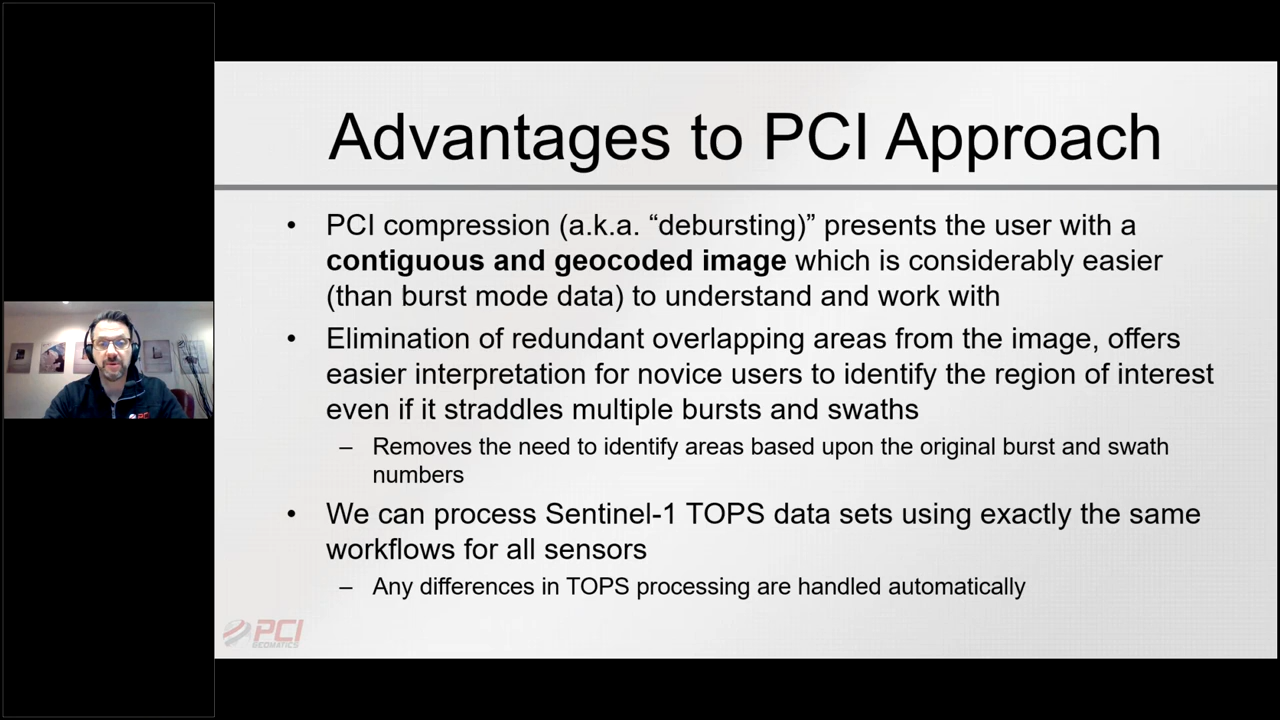 Advantages to PCI Approach
• PCI compression (a.k.a. “debursting)” presents the user with a
contiguous and geocoded image which is considerably easier
(than burst mode data) to understand and work with
• Elimination of redundant overlapping areas from the image, offers
easier interpretation for novice users to identify the region of interest
even if it straddles multiple bursts and swaths
– Removes the need to identify areas based upon the original burst and swath
numbers
• We can process Sentinel-1 TOPS data sets using exactly the same
workflows for all sensors
– Any differences in TOPS processing are handled automatically
PCI
GEOMATICS
PCI